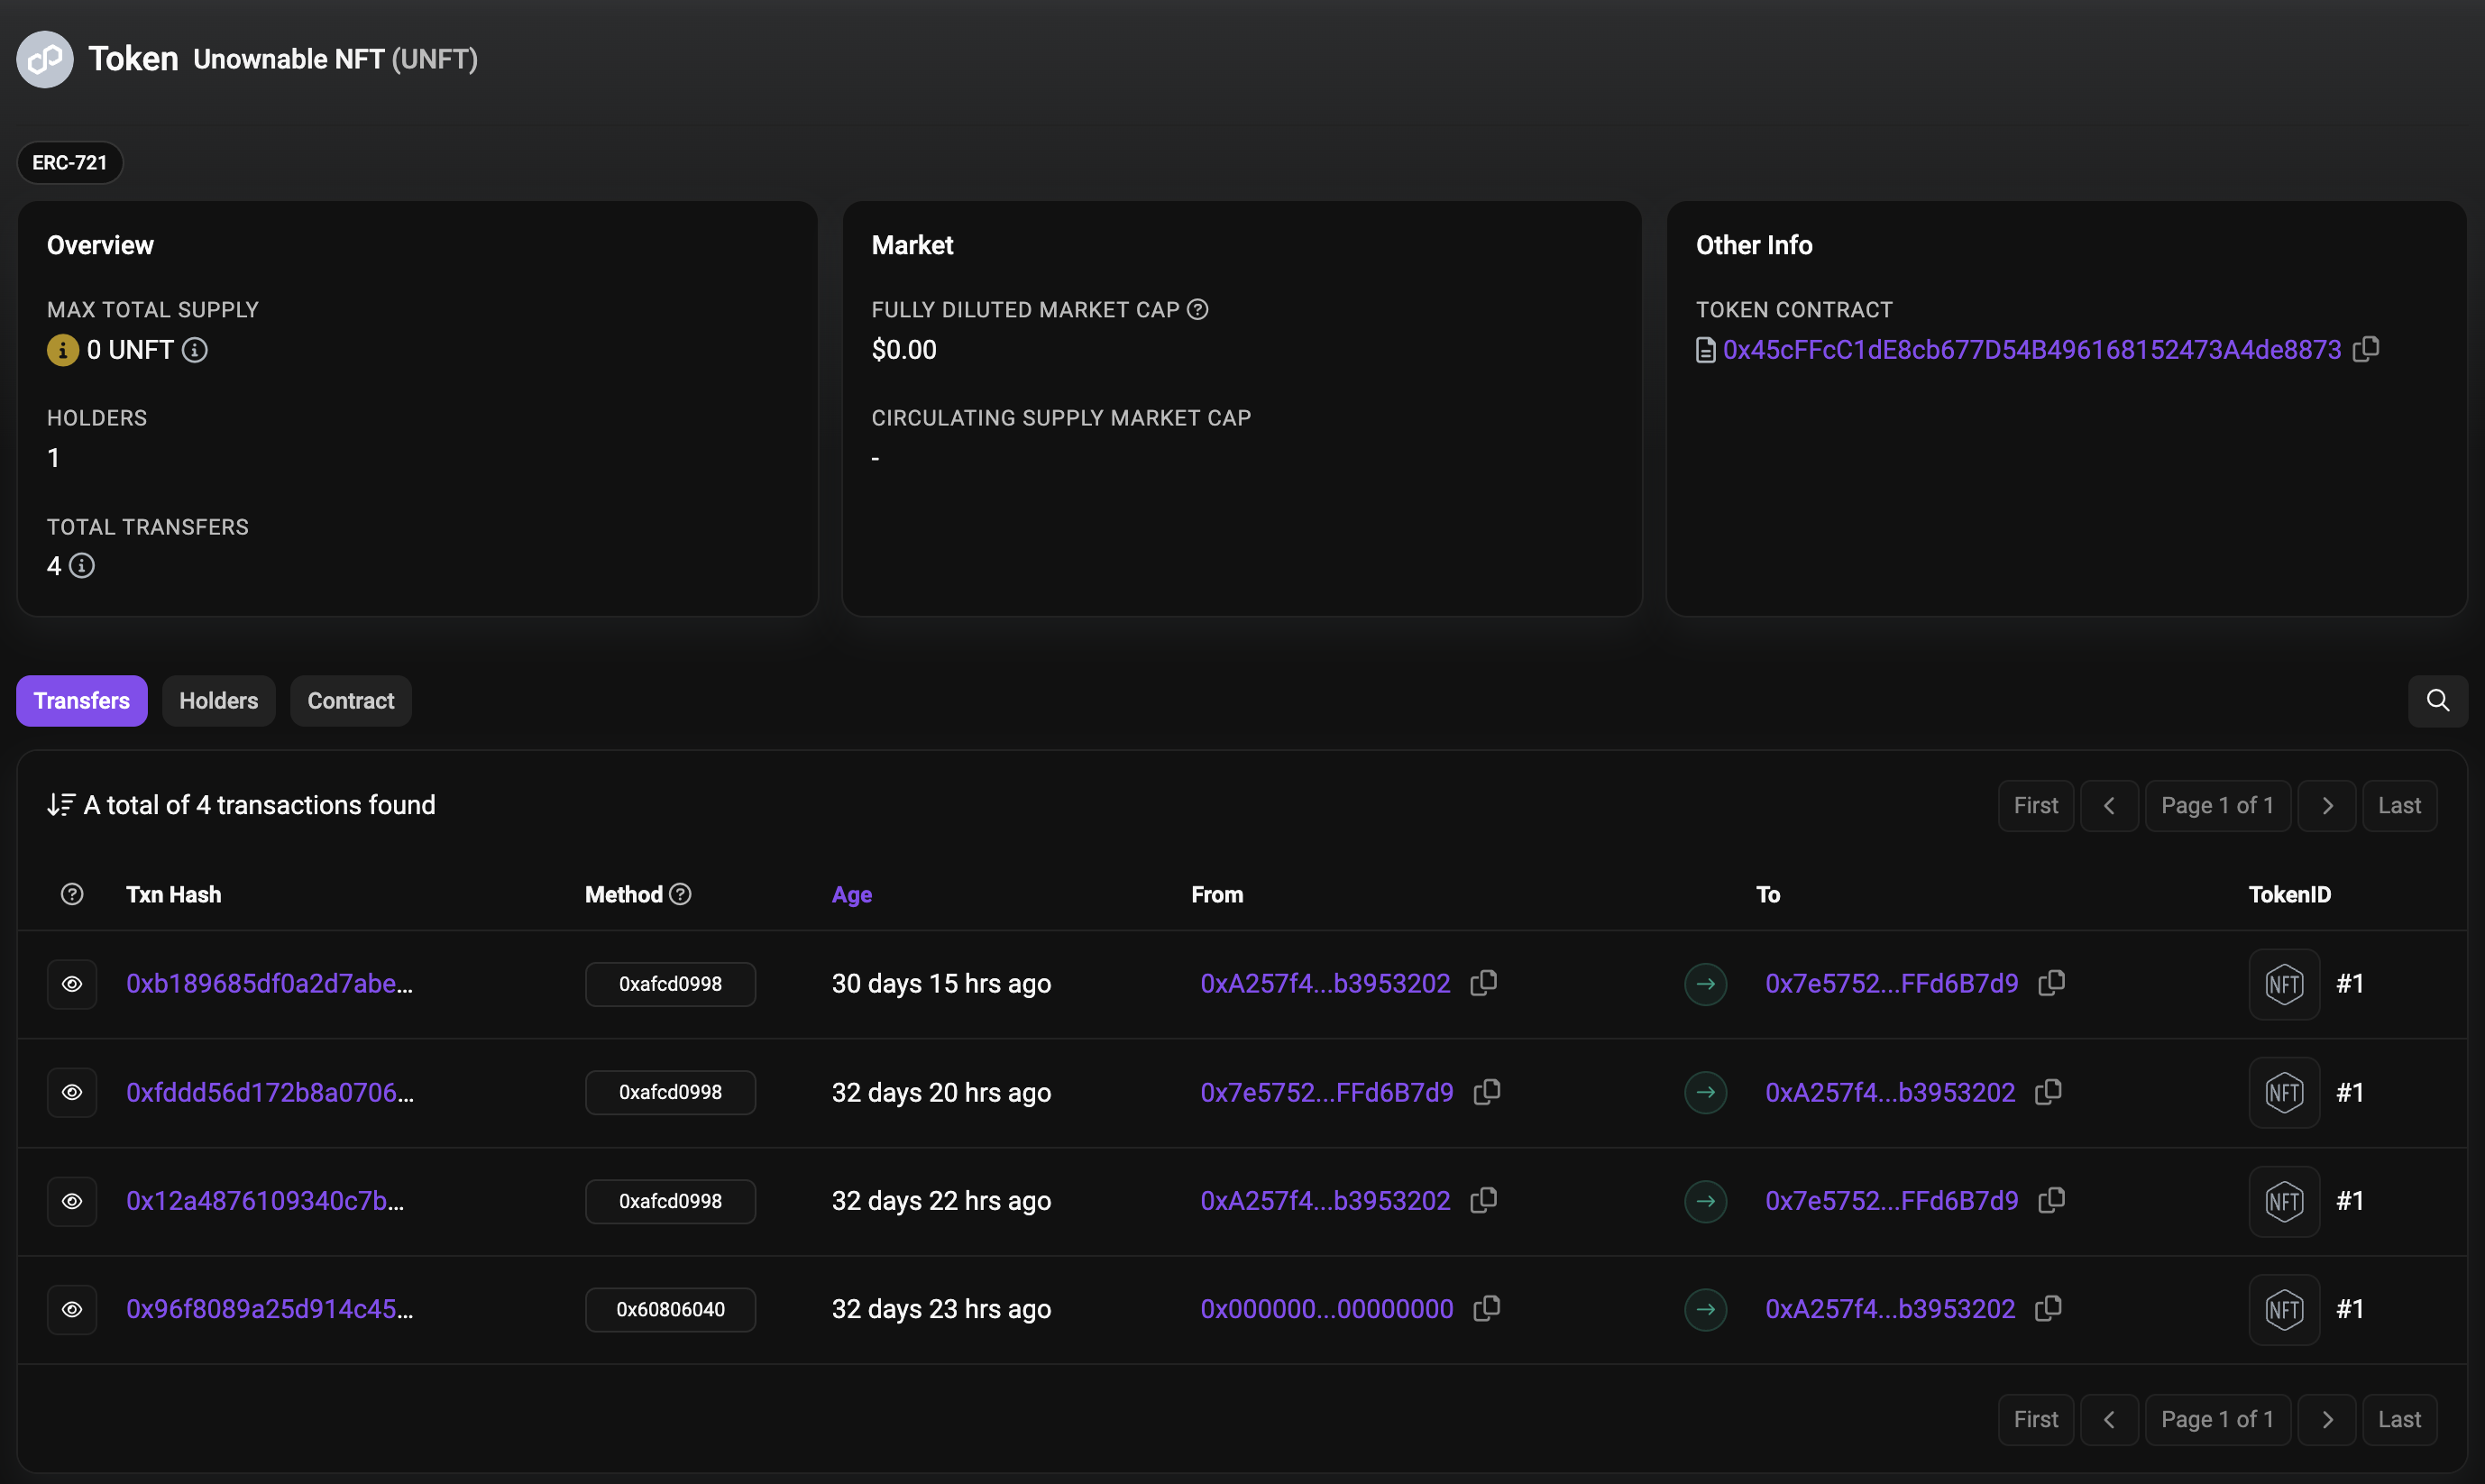 Token Unownable NFT (UNFT)
ERC-721
Overview
MAX TOTAL SUPPLY
0 UNFT
HOLDERS
1
TOTAL TRANSFERS
4
Market
FULLY DILUTED MARKET CAP
$0.00
CIRCULATING SUPPLY MARKET CAP
-
Other Info
TOKEN CONTRACT
0x45cFFcC1dE8cb677D54B496168152473A4de8873
Transfers Holders Contract
A total of 4 transactions found First Page 1 of 1 Last
Txn Hash Method Age From To TokenID
0xb189685df0a2d7abe... 0xafcd0998 30 days 15 hrs ago 0xA257f4...b3953202 0x7e5752...FFd6B7d9 NFT #1
0xfddd56d172b8a0706... 0xafcd0998 32 days 20 hrs ago 0x7e5752...FFd6B7d9 0xA257f4...b3953202 NFT #1
0x12a4876109340c7b... 0xafcd0998 32 days 22 hrs ago 0xA257f4...b3953202 0x7e5752...FFd6B7d9 NFT #1
0x96f8089a25d914c45... 0x60806040 32 days 23 hrs ago 0x000000...00000000 0xA257f4...b3953202 NFT #1
First Page 1 of 1 Last